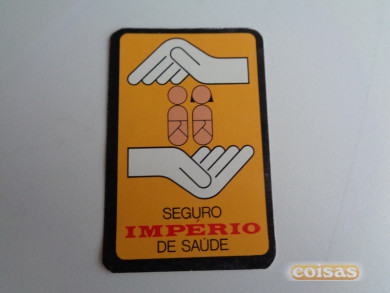 SEGURO
IMPÉRIO
DE SAÚDE
coisas